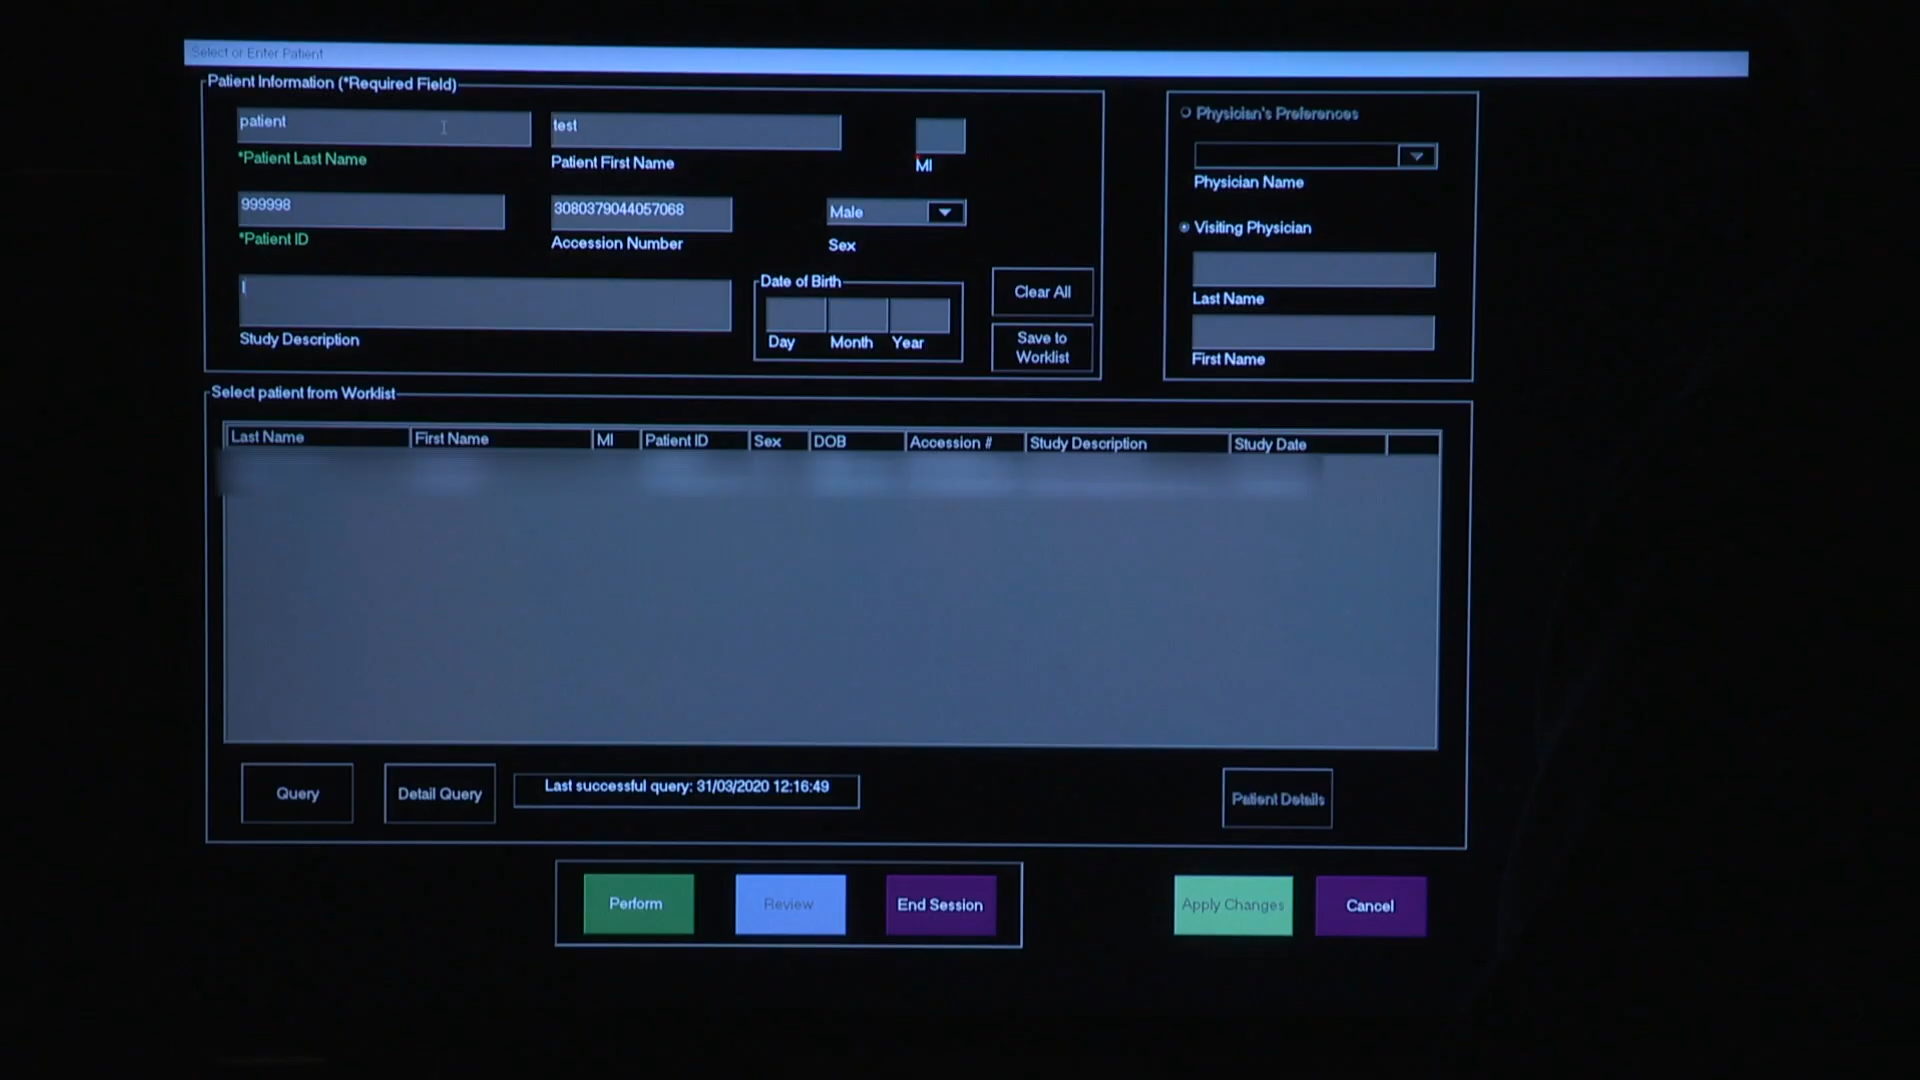 Select or Enter Patient
Patient Information (*Required Field)
patient
test
*Patient Last Name
Patient First Name
MI
999998
3080379044057068
Male
*Patient ID
Accession Number
Sex
Study Description
Date of Birth
Day Month Year
Clear All
Save to
Worklist
Physician's Preferences
Physician Name
Visiting Physician
Last Name
First Name
Select patient from Worklist
Last Name First Name MI Patient ID Sex DOB Accession # Study Description Study Date
Query
Detail Query
Last successful query: 31/03/2020 12:16:49
Patient Details
Perform
Review
End Session
Apply Changes
Cancel